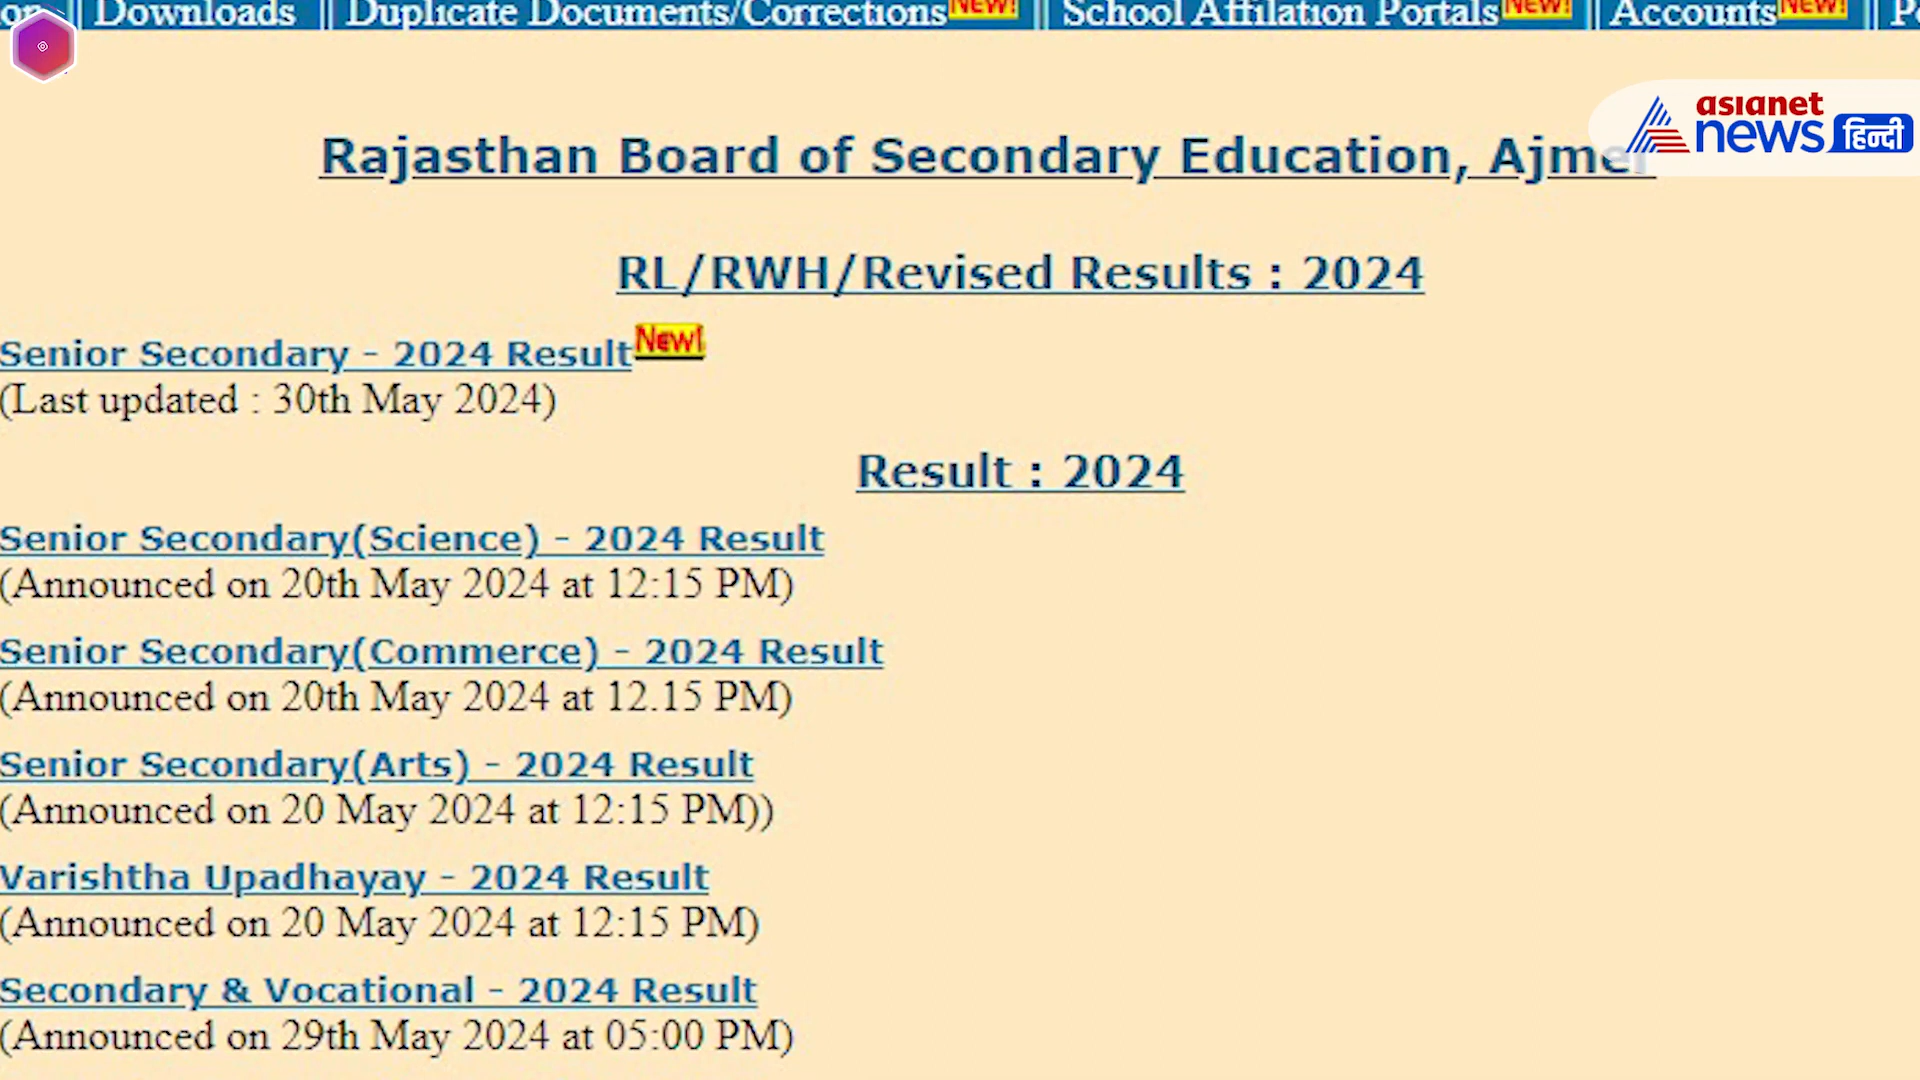 Downloads || Duplicate Documents/Corrections NEW! || School Affilation Portals NEW! || Accounts NEW! ||
asianet
news हिन्दी
Rajasthan Board of Secondary Education, Ajmer
RL/RWH/Revised Results : 2024
Senior Secondary - 2024 Result New!
(Last updated : 30th May 2024)
Result : 2024
Senior Secondary(Science) - 2024 Result
(Announced on 20th May 2024 at 12:15 PM)
Senior Secondary(Commerce) - 2024 Result
(Announced on 20th May 2024 at 12.15 PM)
Senior Secondary(Arts) - 2024 Result
(Announced on 20 May 2024 at 12:15 PM))
Varishtha Upadhayay - 2024 Result
(Announced on 20 May 2024 at 12:15 PM)
Secondary & Vocational - 2024 Result
(Announced on 29th May 2024 at 05:00 PM)